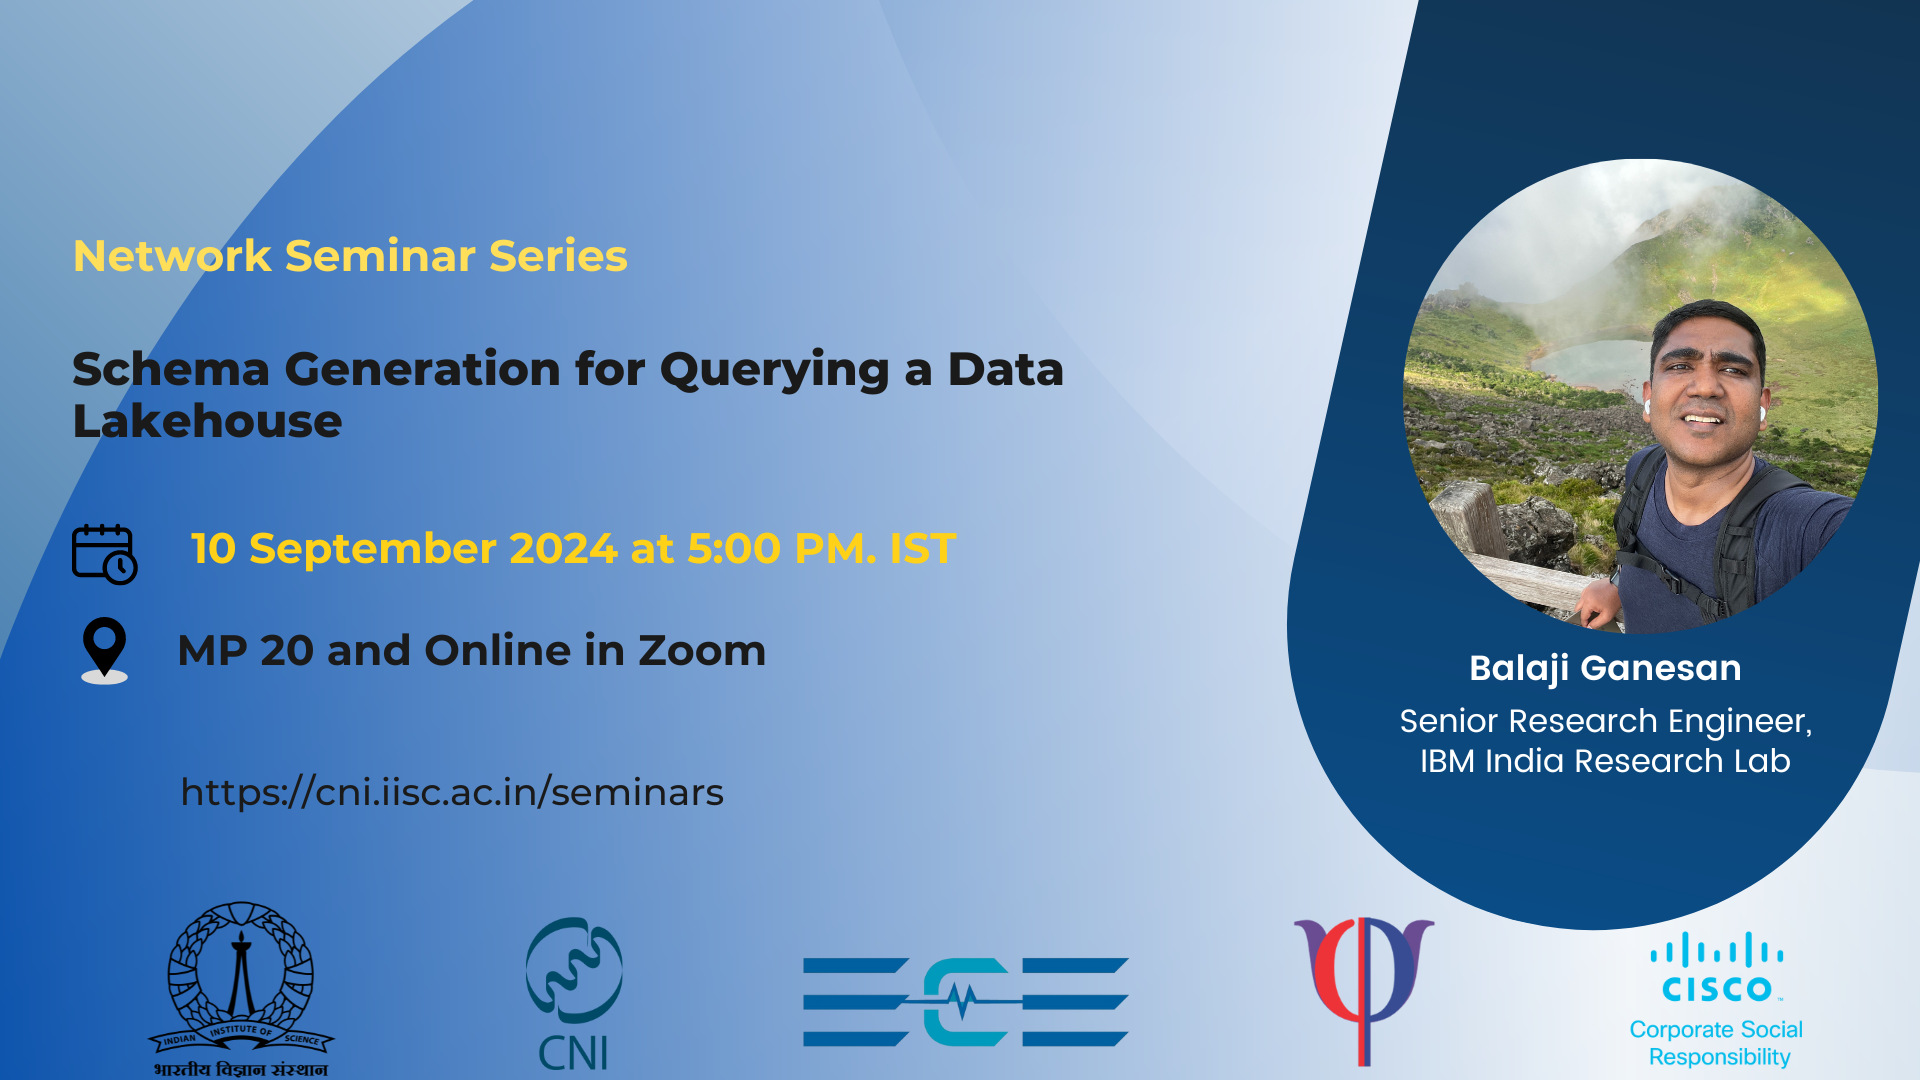 Network Seminar Series
Schema Generation for Querying a Data
Lakehouse
10 September 2024 at 5:00 PM. IST
MP 20 and Online in Zoom
https://cni.iisc.ac.in/seminars
Balaji Ganesan
Senior Research Engineer,
IBM India Research Lab
INDIAN INSTITUTE OF SCIENCE
भारतीय विज्ञान संस्थान
CNI
ECE
CISCO
Corporate Social
Responsibility